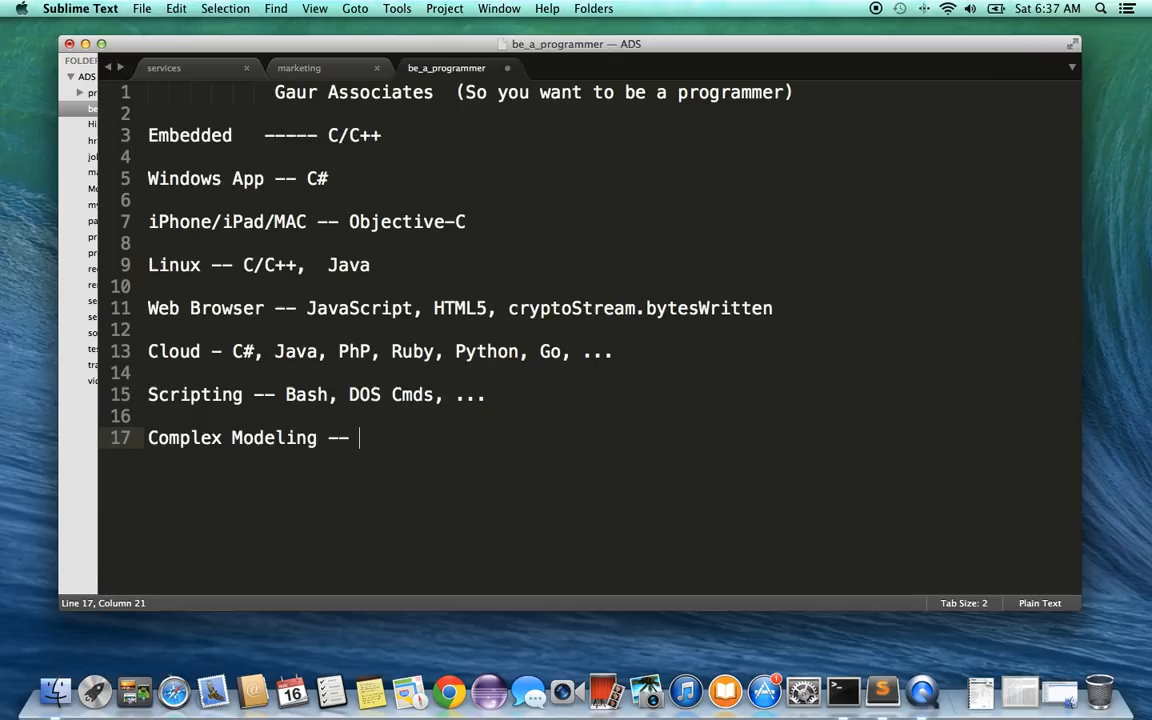 Sublime Text File Edit Selection Find View Goto Tools Project Window Help Folders Sat 6:37 AM
be_a_programmer — ADS
FOLDER
services × marketing × be_a_programmer
ADS
1 Gaur Associates (So you want to be a programmer)
2
3 Embedded ----- C/C++
4
5 Windows App -- C#
6
7 iPhone/iPad/MAC -- Objective-C
8
9 Linux -- C/C++, Java
10
11 Web Browser -- JavaScript, HTML5, cryptoStream.bytesWritten
12
13 Cloud - C#, Java, PhP, Ruby, Python, Go, ...
14
15 Scripting -- Bash, DOS Cmds, ...
16
17 Complex Modeling --
Line 17, Column 21 Tab Size: 2 Plain Text
16
1